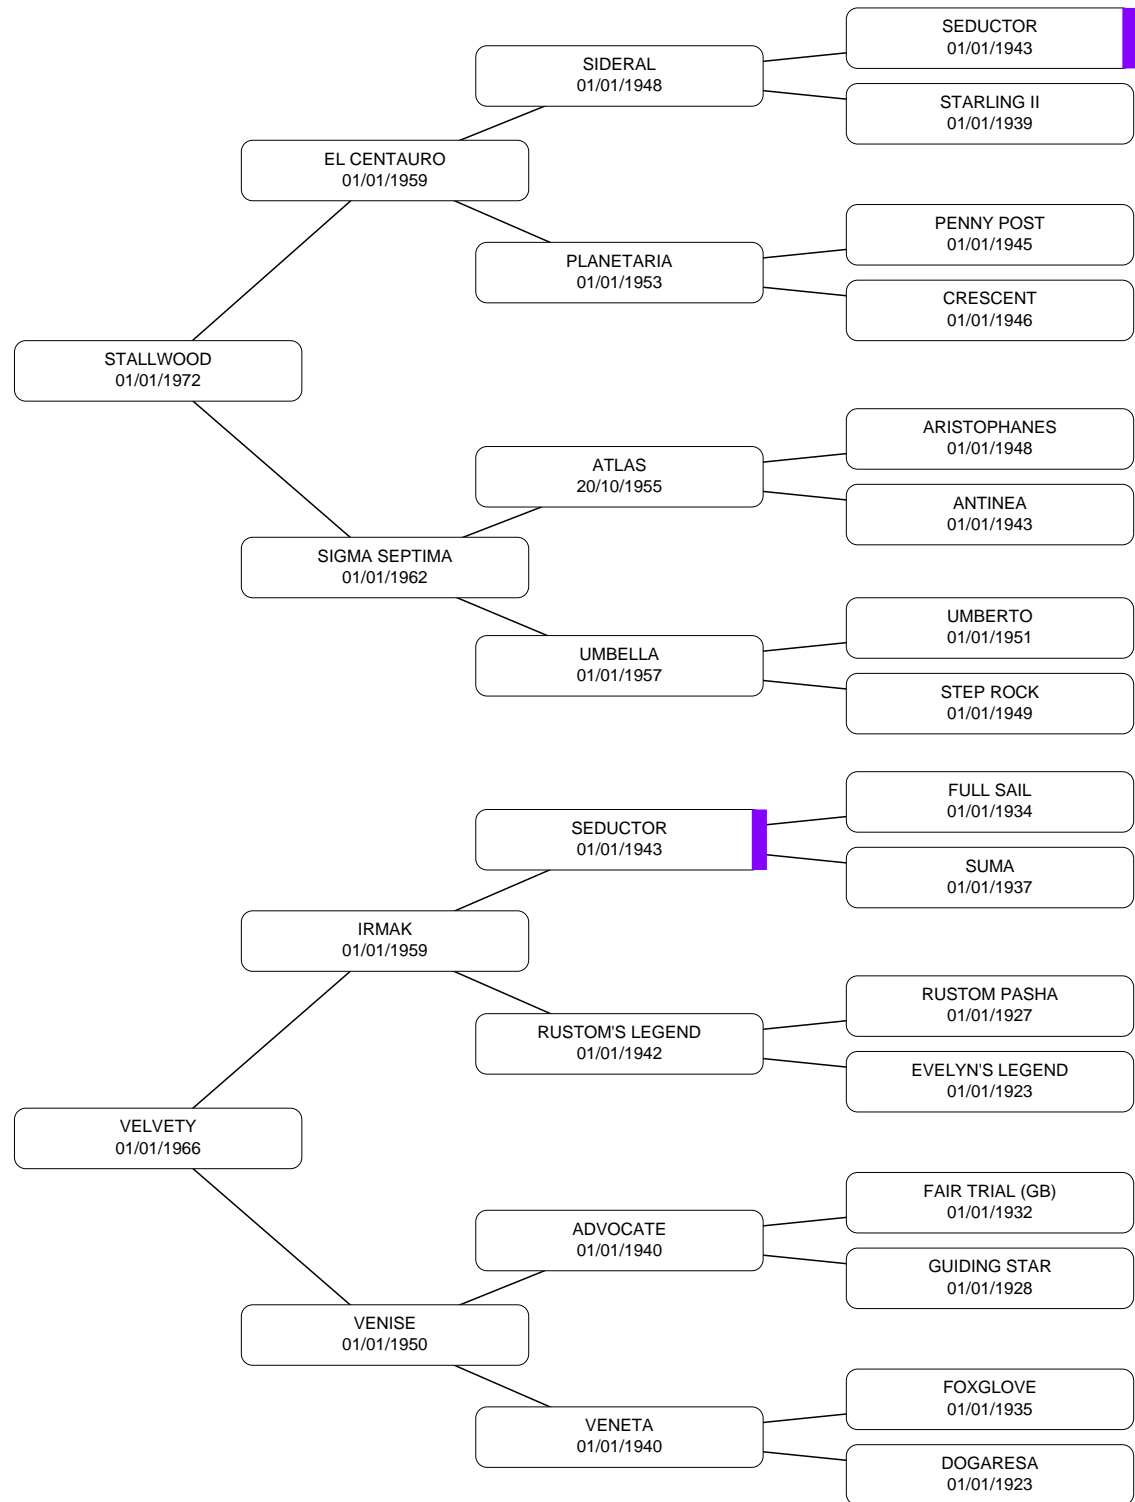 SEDUCTOR
01/01/1943
SIDERAL
01/01/1948
STARLING II
01/01/1939
EL CENTAURO
01/01/1959
PENNY POST
01/01/1945
PLANETARIA
01/01/1953
CRESCENT
01/01/1946
STALLWOOD
01/01/1972
ARISTOPHANES
01/01/1948
ATLAS
20/10/1955
ANTINEA
01/01/1943
SIGMA SEPTIMA
01/01/1962
UMBERTO
01/01/1951
UMBELLA
01/01/1957
STEP ROCK
01/01/1949
FULL SAIL
01/01/1934
SEDUCTOR
01/01/1943
SUMA
01/01/1937
IRMAK
01/01/1959
RUSTOM PASHA
01/01/1927
RUSTOM'S LEGEND
01/01/1942
EVELYN'S LEGEND
01/01/1923
VELVETY
01/01/1966
FAIR TRIAL (GB)
01/01/1932
ADVOCATE
01/01/1940
GUIDING STAR
01/01/1928
VENISE
01/01/1950
FOXGLOVE
01/01/1935
VENETA
01/01/1940
DOGARESA
01/01/1923